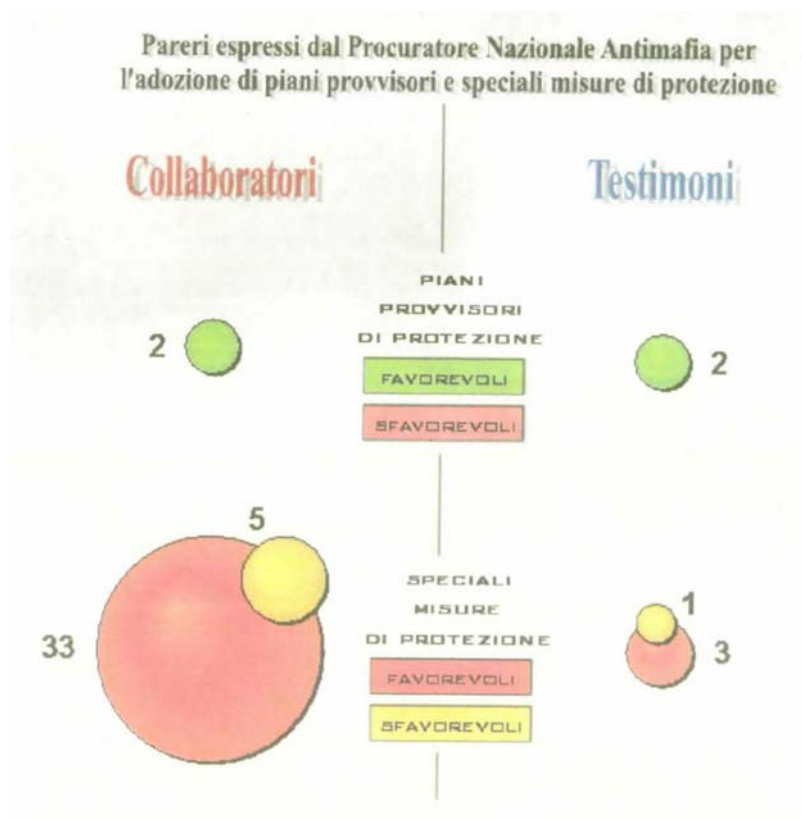 Pareri espressi dal Procuratore Nazionale Antimafia per
l'adozione di piani provvisori e speciali misure di protezione
Collaboratori
Testimoni
PIANI
PROVVISORI
DI PROTEZIONE
2
2
FAVOREVOLI
SFAVOREVOLI
5
SPECIALI
MISURE
DI PROTEZIONE
33
1
3
FAVOREVOLI
SFAVOREVOLI